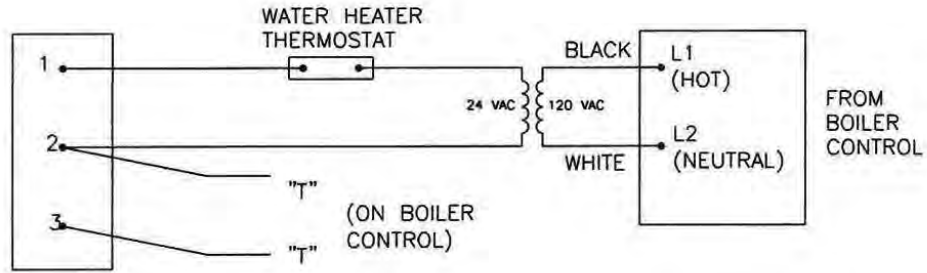 WATER HEATER
THERMOSTAT
1
2
3
"T"
"T"
(ON BOILER
CONTROL)
24 VAC
120 VAC
BLACK
WHITE
L1
(HOT)
L2
(NEUTRAL)
FROM
BOILER
CONTROL